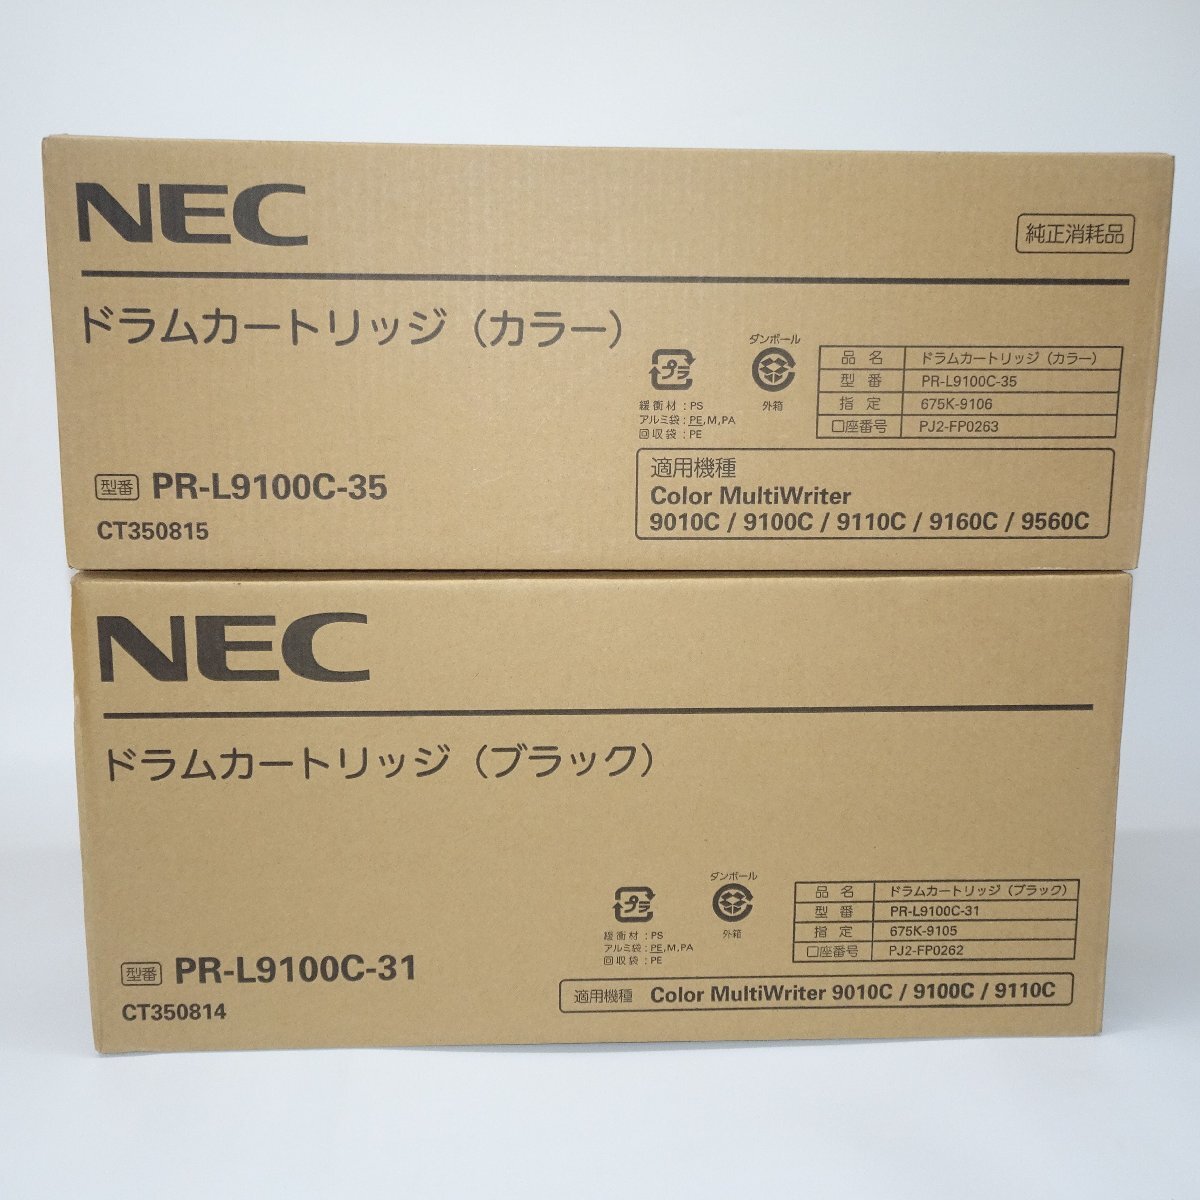 NEC
純正消耗品
ドラムカートリッジ（カラー）
プラ
緩衝材：PS
アルミ袋：PE,M,PA
回収袋：PE
ダンボール
外箱
品名 ドラムカートリッジ（カラー）
型番 PR-L9100C-35
指定 675K-9106
口座番号 PJ2-FP0263
型番 PR-L9100C-35
CT350815
適用機種
Color MultiWriter
9010C / 9100C / 9110C / 9160C / 9560C
NEC
ドラムカートリッジ（ブラック）
プラ
緩衝材：PS
アルミ袋：PE,M,PA
回収袋：PE
ダンボール
外箱
品名 ドラムカートリッジ（ブラック）
型番 PR-L9100C-31
指定 675K-9105
口座番号 PJ2-FP0262
型番 PR-L9100C-31
CT350814
適用機種 Color MultiWriter 9010C / 9100C / 9110C